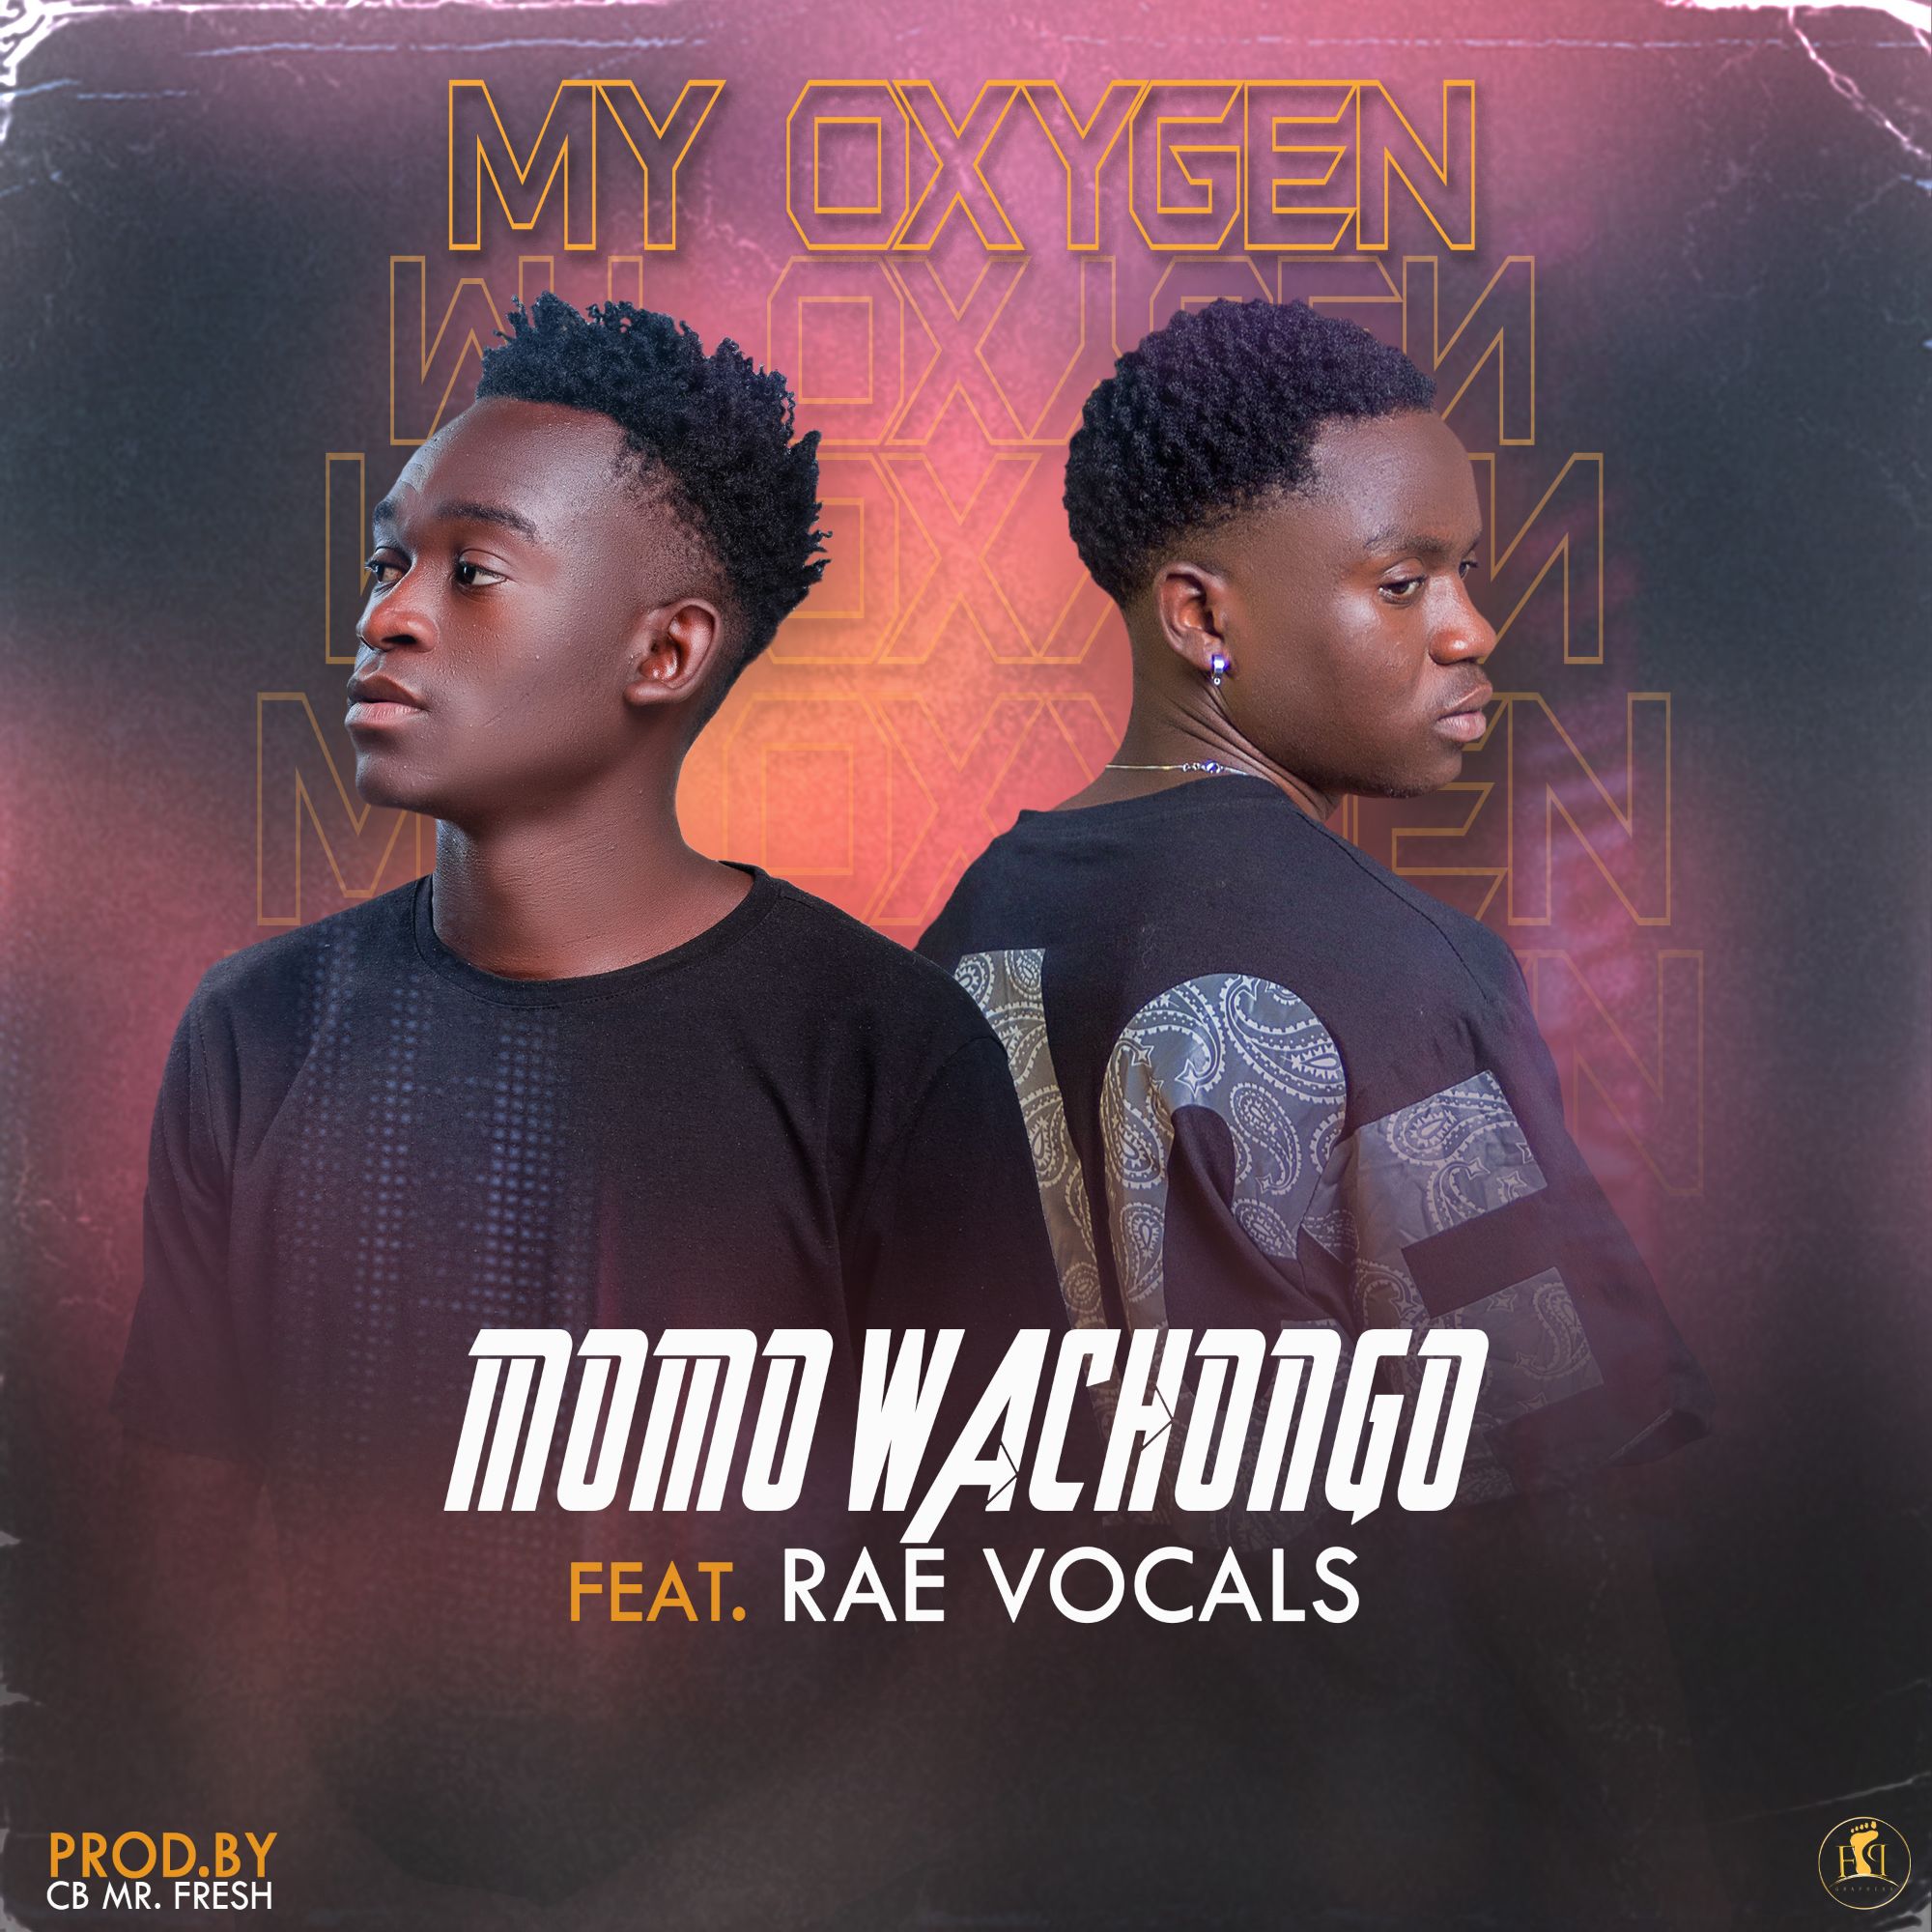 MY OXYGEN
MOMO WACHONGO
FEAT. RAE VOCALS
PROD.BY
CB MR. FRESH